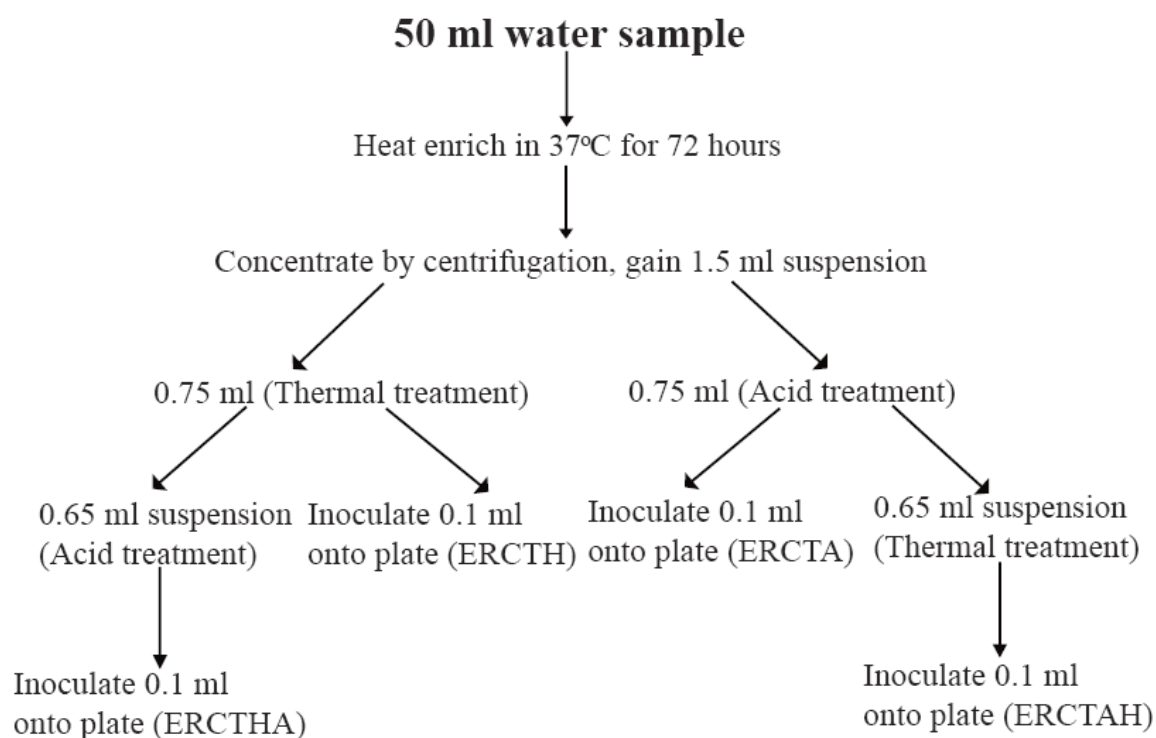 50 ml water sample
Heat enrich in 37°C for 72 hours
Concentrate by centrifugation, gain 1.5 ml suspension
0.75 ml (Thermal treatment)
0.75 ml (Acid treatment)
0.65 ml suspension
(Acid treatment)
Inoculate 0.1 ml
onto plate (ERCTH)
Inoculate 0.1 ml
onto plate (ERCTA)
0.65 ml suspension
(Thermal treatment)
Inoculate 0.1 ml
onto plate (ERCTHA)
Inoculate 0.1 ml
onto plate (ERCTAH)